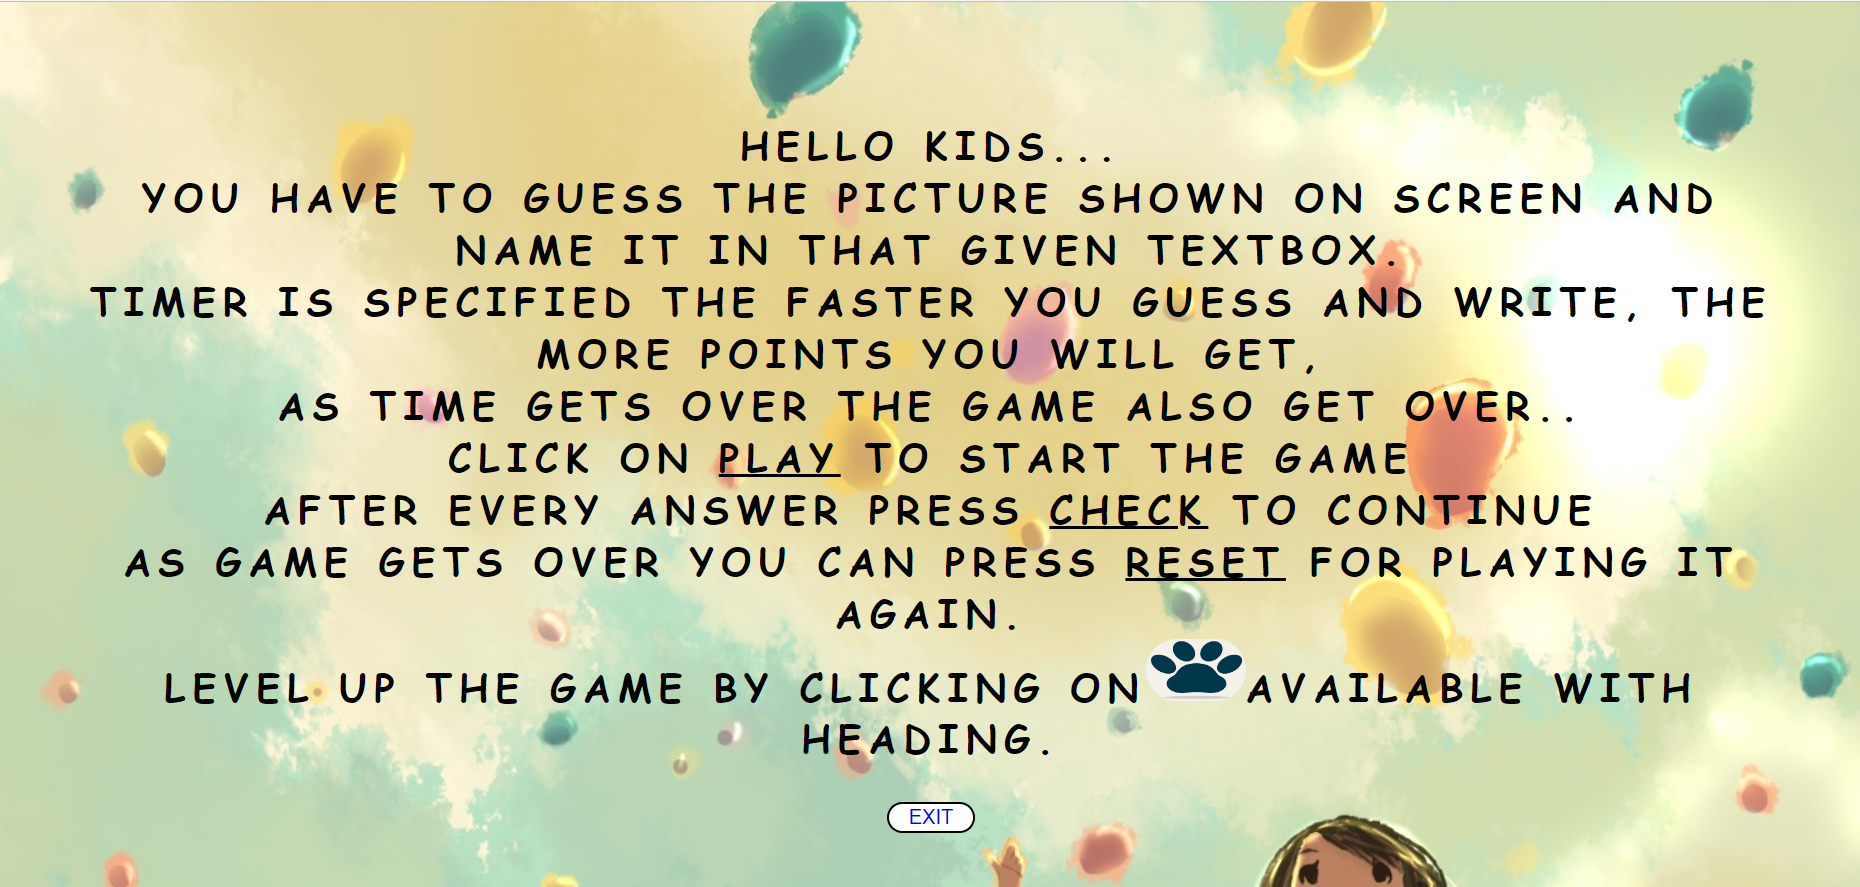 HELLO KIDS...
YOU HAVE TO GUESS THE PICTURE SHOWN ON SCREEN AND
NAME IT IN THAT GIVEN TEXTBOX.
TIMER IS SPECIFIED THE FASTER YOU GUESS AND WRITE, THE
MORE POINTS YOU WILL GET,
AS TIME GETS OVER THE GAME ALSO GET OVER..
CLICK ON PLAY TO START THE GAME
AFTER EVERY ANSWER PRESS CHECK TO CONTINUE
AS GAME GETS OVER YOU CAN PRESS RESET FOR PLAYING IT
AGAIN.
LEVEL UP THE GAME BY CLICKING ON AVAILABLE WITH
HEADING.
EXIT